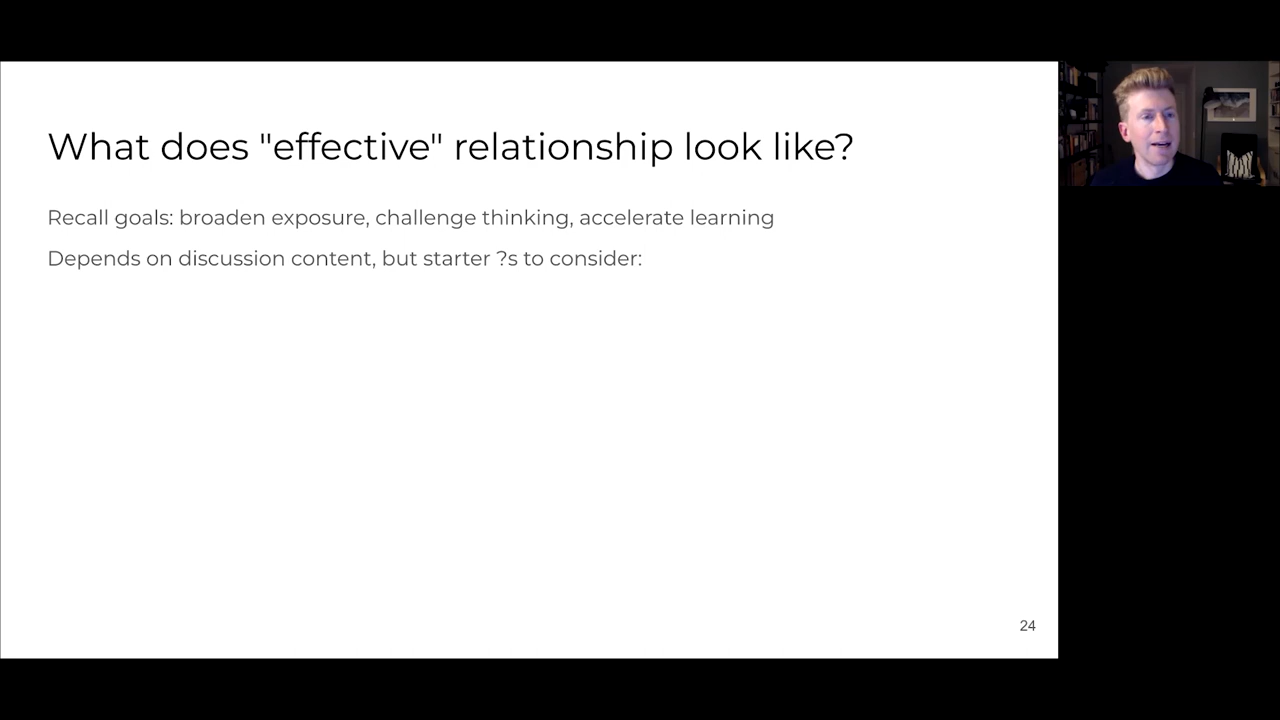 What does "effective" relationship look like?
Recall goals: broaden exposure, challenge thinking, accelerate learning
Depends on discussion content, but starter ?s to consider:
24